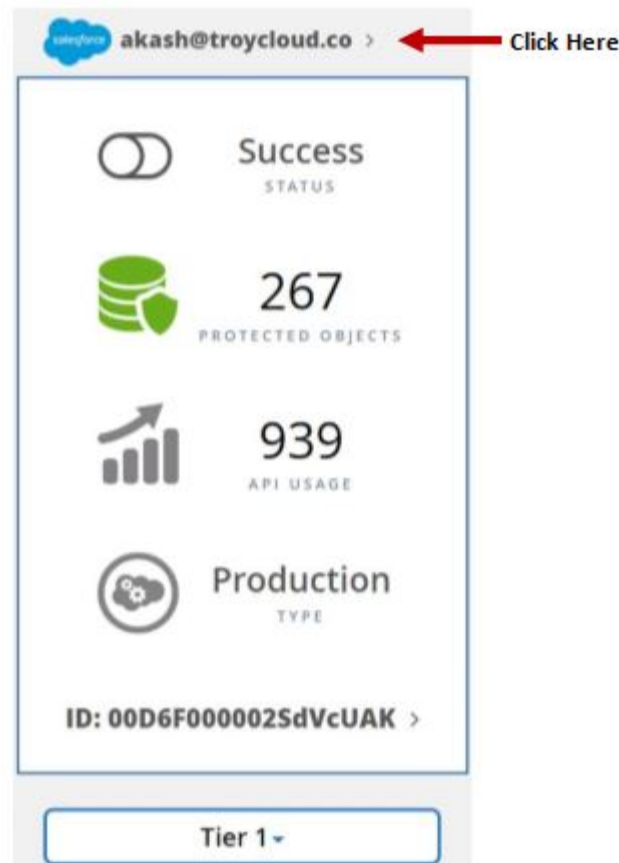 salesforce akash@troycloud.co > Click Here
Success
STATUS
267
PROTECTED OBJECTS
939
API USAGE
Production
TYPE
ID: 00D6F000002SdVcUAK >
Tier 1